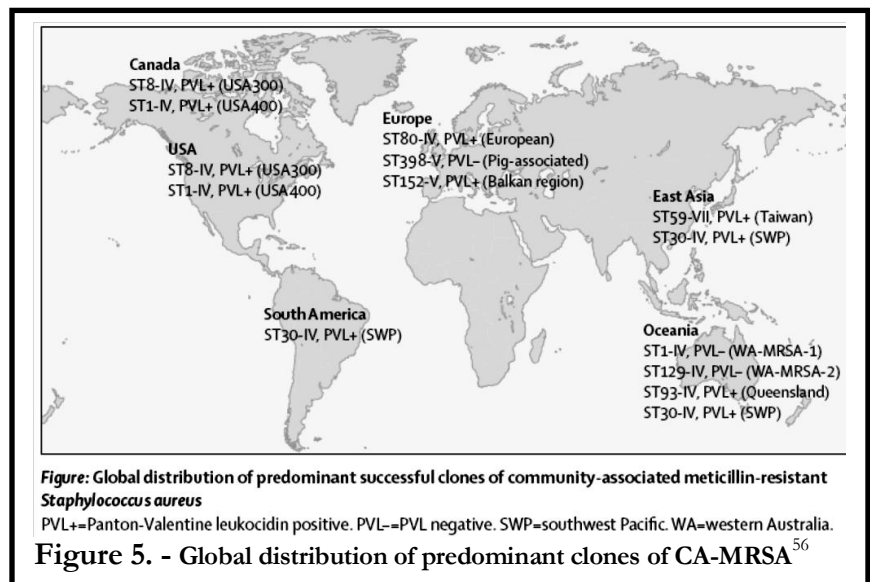 Canada
ST8-IV, PVL+ (USA300)
ST1-IV, PVL+ (USA400)
USA
ST8-IV, PVL+ (USA300)
ST1-IV, PVL+ (USA400)
Europe
ST80-IV, PVL+ (European)
ST398-V, PVL– (Pig-associated)
ST152-V, PVL+ (Balkan region)
East Asia
ST59-VII, PVL+ (Taiwan)
ST30-IV, PVL+ (SWP)
South America
ST30-IV, PVL+ (SWP)
Oceania
ST1-IV, PVL– (WA-MRSA-1)
ST129-IV, PVL– (WA-MRSA-2)
ST93-IV, PVL+ (Queensland)
ST30-IV, PVL+ (SWP)
Figure: Global distribution of predominant successful clones of community-associated meticillin-resistant
Staphylococcus aureus
PVL+=Panton-Valentine leukocidin positive. PVL–=PVL negative. SWP=southwest Pacific. WA=western Australia.
Figure 5. - Global distribution of predominant clones of CA-MRSA56